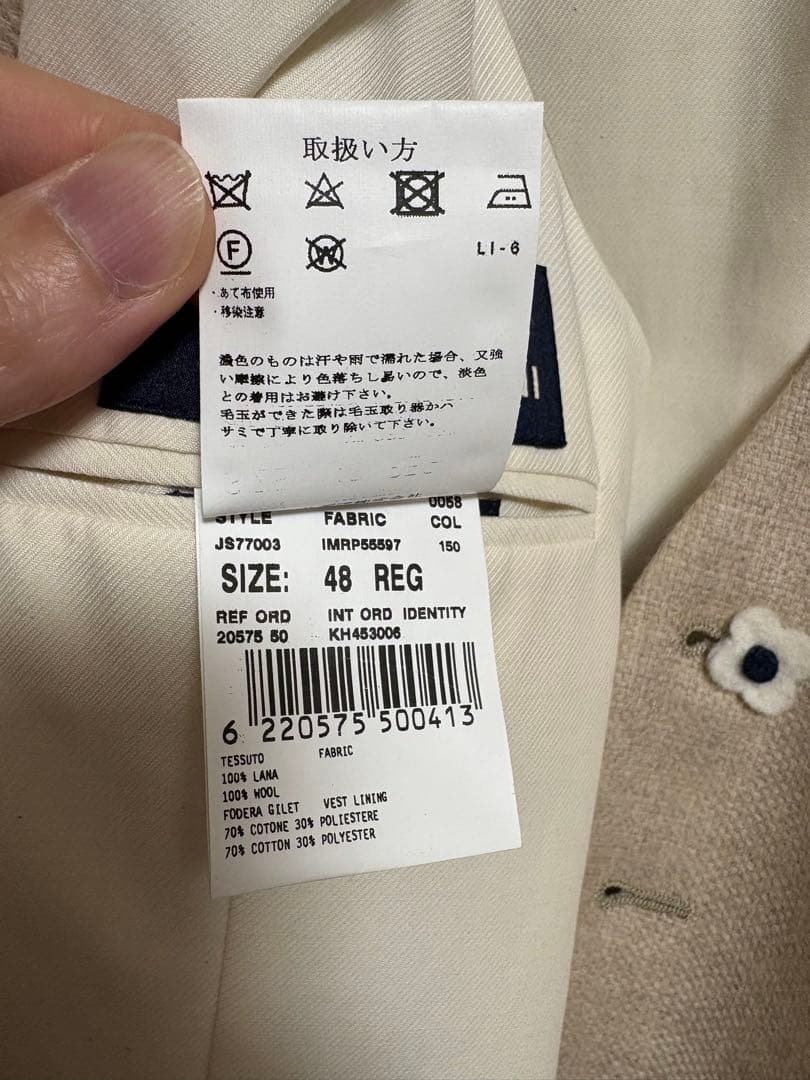 取扱い方
F
W
LI-6
・あて布使用
・移染注意
濃色のものは汗や雨で濡れた場合、又強
い摩擦により色落ちし易いので、淡色
との着用はお避け下さい。
毛玉ができた際は毛玉取り器かハ
サミで丁寧に取り除いて下さい。
NI
0058
STYLE FABRIC COL
JS77003 IMRP55597 150
SIZE: 48 REG
REF ORD INT ORD IDENTITY
20575 50 KH453006
6 220575 500413
TESSUTO FABRIC
100% LANA
100% WOOL
FODERA GILET VEST LINING
70% COTONE 30% POLIESTERE
70% COTTON 30% POLYESTER